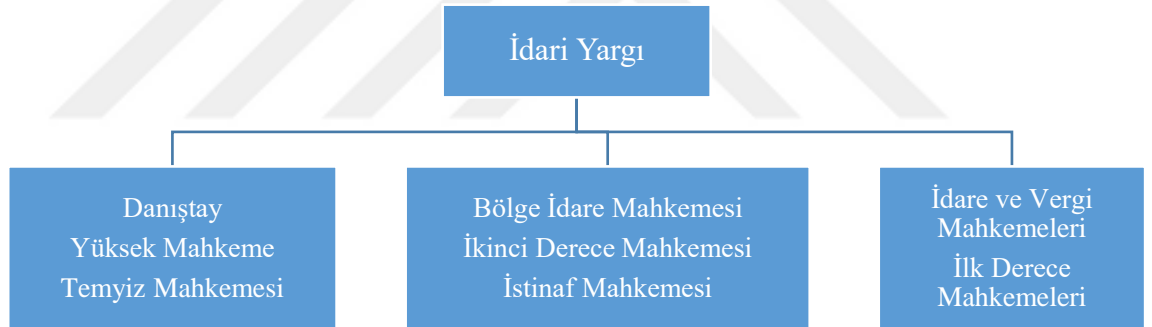 İdari Yargı
Danıştay
Yüksek Mahkeme
Temyiz Mahkemesi
Bölge İdare Mahkemesi
İkinci Derece Mahkemesi
İstinaf Mahkemesi
İdare ve Vergi
Mahkemeleri
İlk Derece
Mahkemeleri